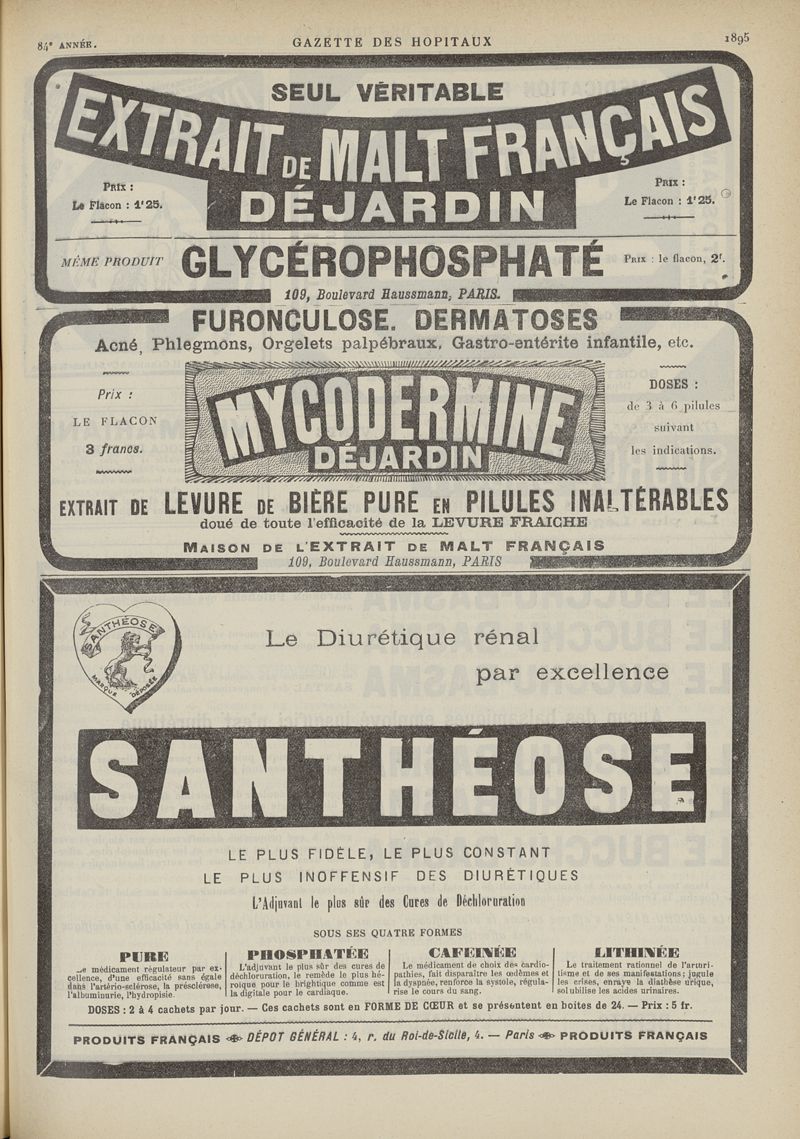 84e ANNÉE.
GAZETTE DES HOPITAUX
1895
SEUL VÉRITABLE
EXTRAIT DE MALT FRANÇAIS
DÉJARDIN
PRIX :
Le Flacon : 1f25.
PRIX :
Le Flacon : 1f25.
MÊME PRODUIT GLYCÉROPHOSPHATÉ PRIX : le flacon, 2f.
109, Boulevard Haussmann, PARIS.
FURONCULOSE. DERMATOSES
Acné, Phlegmons, Orgelets palpébraux, Gastro-entérite infantile, etc.
Prix :
LE FLACON
3 francs.
MYCODERMINE
DÉJARDIN
DOSES :
de 3 à 6 pilules
suivant
les indications.
EXTRAIT DE LEVURE DE BIÈRE PURE EN PILULES INALTÉRABLES
doué de toute l'efficacité de la LEVURE FRAICHE
MAISON DE L'EXTRAIT DE MALT FRANÇAIS
109, Boulevard Haussmann, PARIS
SANTHÉOSE
MARQUE DÉPOSÉE
Le Diurétique rénal
par excellence
SANTHÉOSE
LE PLUS FIDÈLE, LE PLUS CONSTANT
LE PLUS INOFFENSIF DES DIURÉTIQUES
L'Adjuvant le plus sûr des Cures de Déchloruration
SOUS SES QUATRE FORMES
PURE
Le médicament régulateur par ex-
cellence, d'une efficacité sans égale
dans l'artério-sclérose, la présclérose,
l'albuminurie, l'hydropisie.
PHOSPHATÉE
L'adjuvant le plus sûr des cures de
déchloruration, le remède le plus hé-
roïque pour le brightique comme est
la digitale pour le cardiaque.
CAFÉINÉE
Le médicament de choix des cardio-
pathies, fait disparaître les œdèmes et
la dyspnée, renforce la systole, régula-
rise le cours du sang.
LITHINÉE
Le traitement rationnel de l'arthri-
tisme et de ses manifestations ; jugule
les crises, enraye la diathèse urique,
solubilise les acides urinaires.
DOSES : 2 à 4 cachets par jour. — Ces cachets sont en FORME DE CŒUR et se présentent en boîtes de 24. — Prix : 5 fr.
PRODUITS FRANÇAIS DÉPOT GÉNÉRAL : 4, r. du Roi-de-Sicile, 4. — Paris PRODUITS FRANÇAIS